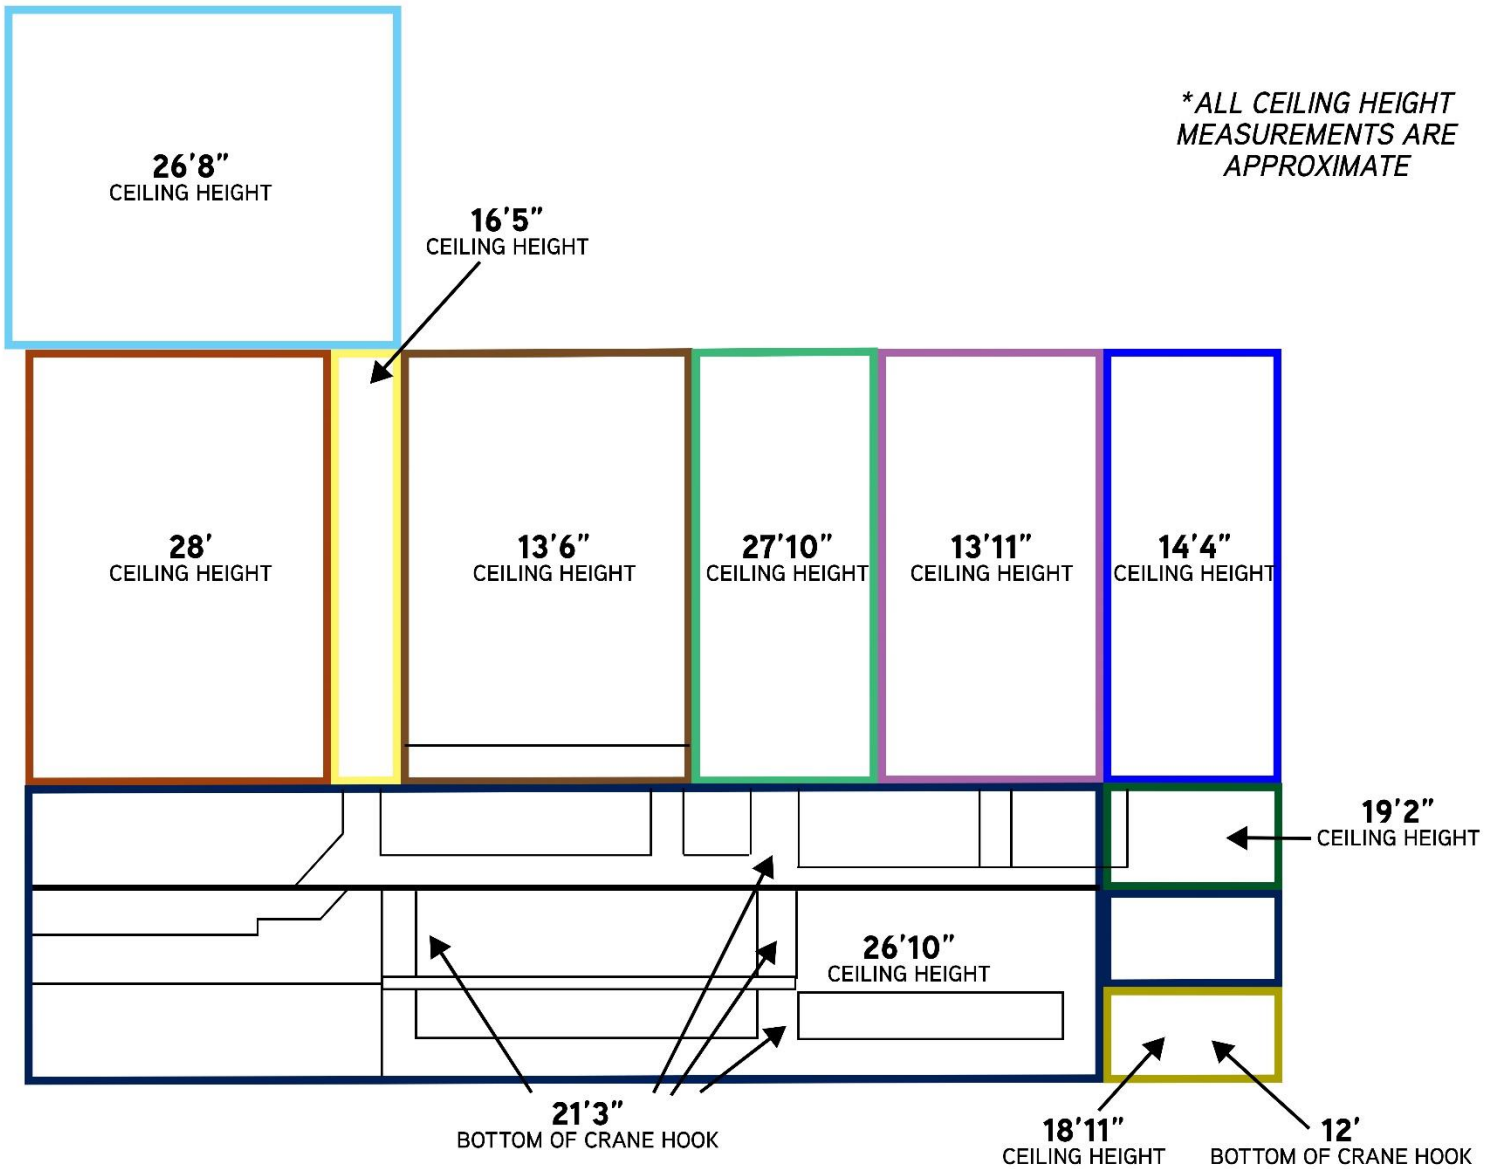 *ALL CEILING HEIGHT
MEASUREMENTS ARE
APPROXIMATE
26'8"
CEILING HEIGHT
16'5"
CEILING HEIGHT
28'
CEILING HEIGHT
13'6"
CEILING HEIGHT
27'10"
CEILING HEIGHT
13'11"
CEILING HEIGHT
14'4"
CEILING HEIGHT
19'2"
CEILING HEIGHT
26'10"
CEILING HEIGHT
21'3"
BOTTOM OF CRANE HOOK
18'11"
CEILING HEIGHT
12'
BOTTOM OF CRANE HOOK